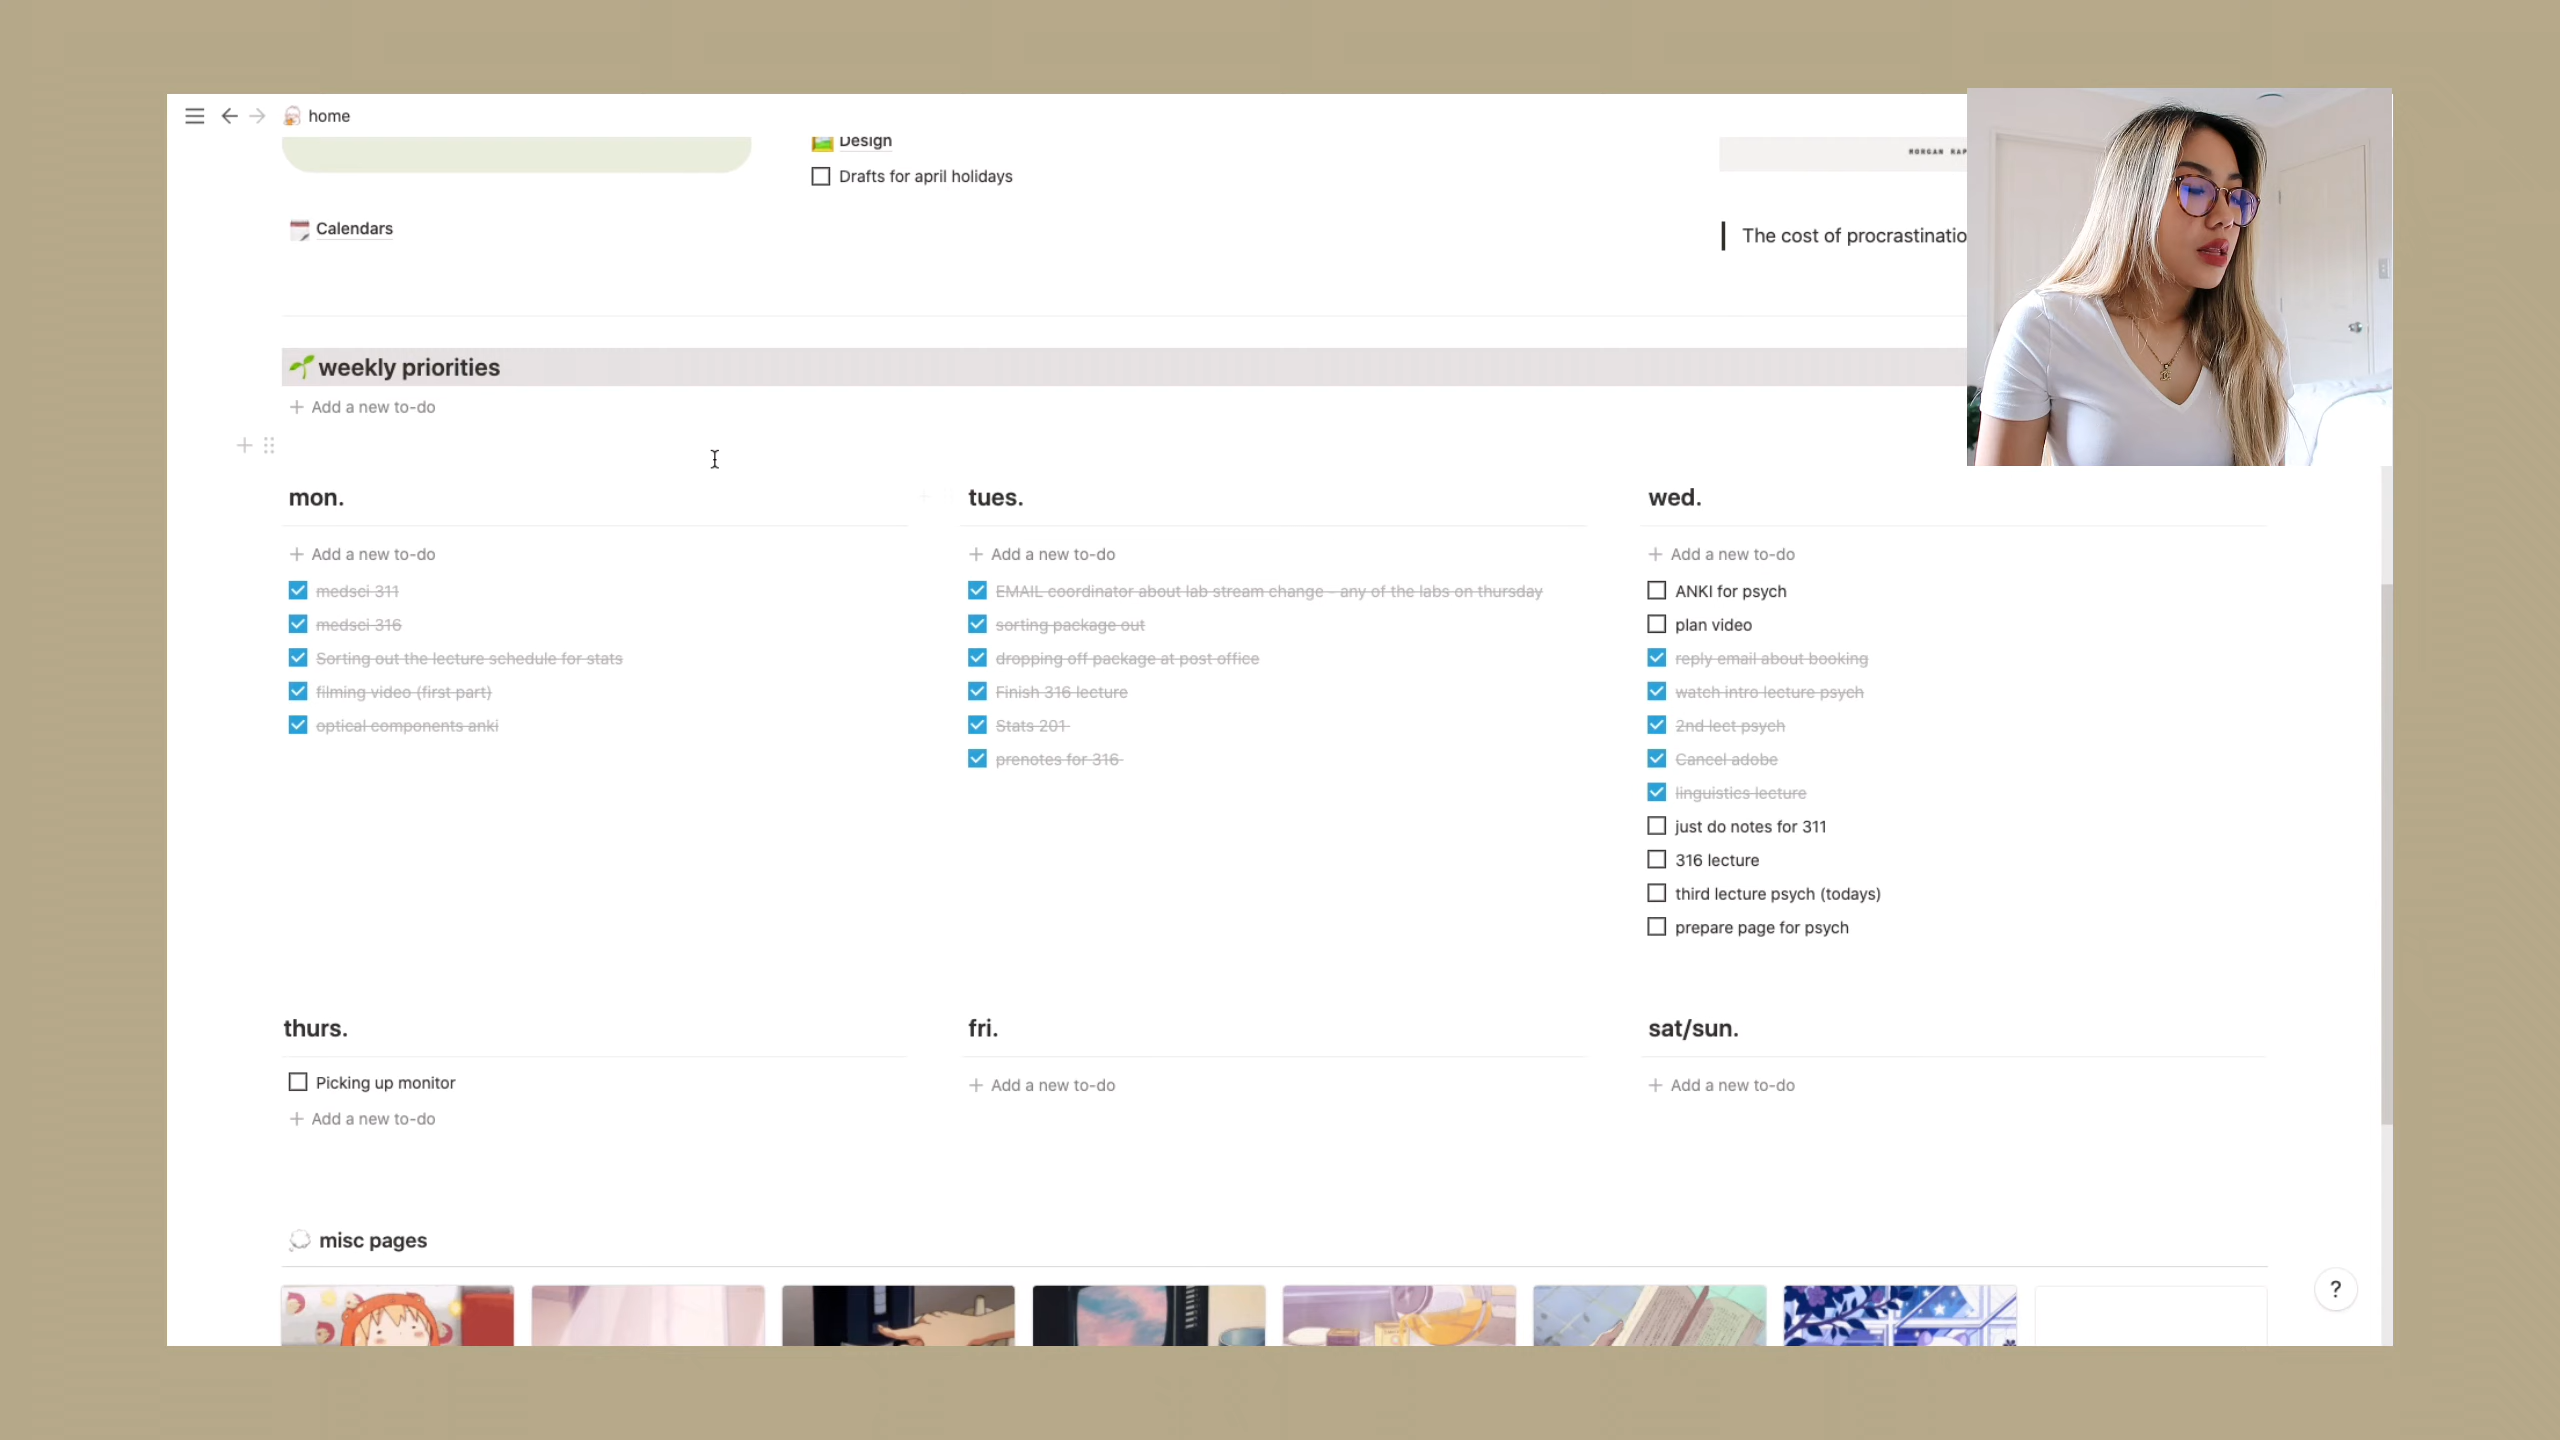 home
Design
Drafts for april holidays
MORGAN
Calendars
The cost of procrastinatio
weekly priorities
Add a new to-do
mon.
Add a new to-do
medsci 311
medsci 316
Sorting out the lecture schedule for stats
filming video (first part)
optical components anki
tues.
Add a new to-do
EMAIL coordinator about lab stream change - any of the labs on thursday
sorting package out
dropping off package at post office
Finish 316 lecture
Stats 201
prenotes for 316
wed.
Add a new to-do
ANKI for psych
plan video
reply email about booking
watch intro lecture psych
2nd lect psych
Cancel adobe
linguistics lecture
just do notes for 311
316 lecture
third lecture psych (todays)
prepare page for psych
thurs.
Picking up monitor
Add a new to-do
fri.
Add a new to-do
sat/sun.
Add a new to-do
misc pages
?